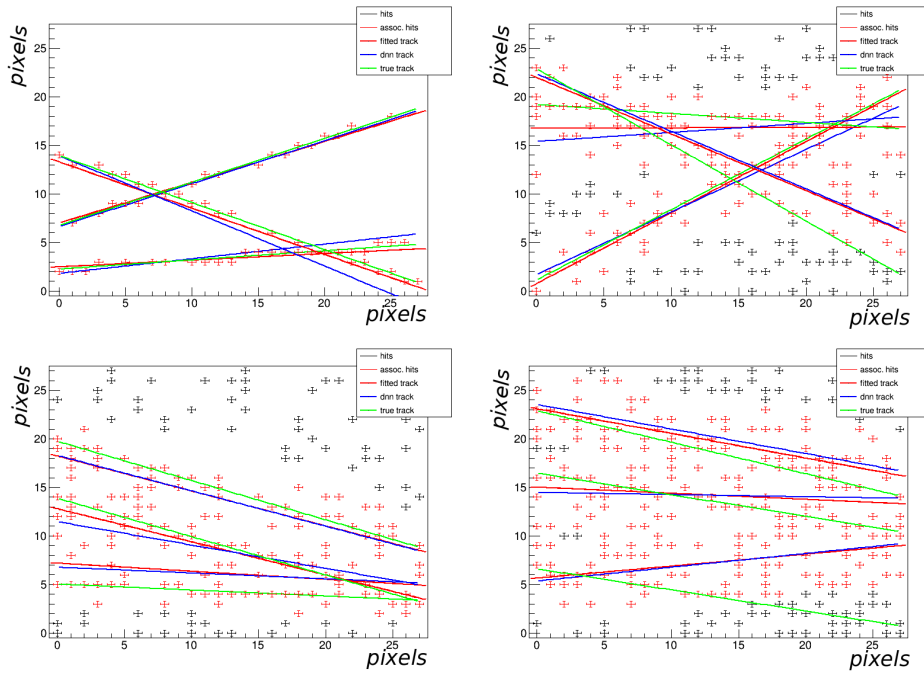 pixels
25
20
15
10
5
0
0 5 10 15 20 25
pixels
hits
assoc. hits
fitted track
dnn track
true track
pixels
25
20
15
10
5
0
0 5 10 15 20 25
pixels
hits
assoc. hits
fitted track
dnn track
true track
pixels
25
20
15
10
5
0
0 5 10 15 20 25
pixels
hits
assoc. hits
fitted track
dnn track
true track
pixels
25
20
15
10
5
0
0 5 10 15 20 25
pixels
hits
assoc. hits
fitted track
dnn track
true track